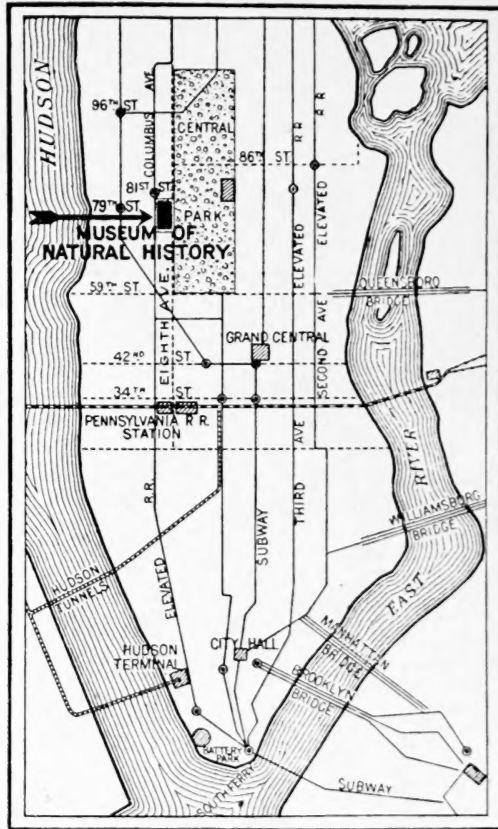 HUDSON
COLUMBUS AVE
96TH ST.
CENTRAL
PARK
86TH ST.
81ST ST.
79TH ST.
MUSEUM OF
NATURAL HISTORY
R R
ELEVATED
R R
ELEVATED
59TH ST.
QUEENSBORO
BRIDGE
EIGHTH AVE
GRAND CENTRAL
42ND ST.
SECOND AVE
34TH ST.
PENNSYLVANIA R.R.
STATION
THIRD AVE
SUBWAY
R.R.
ELEVATED
RIVER
EAST
WILLIAMSBORG
BRIDGE
HUDSON
TUNNELS
HUDSON
TERMINAL
CITY HALL
MANHATTAN
BRIDGE
BROOKLYN
BRIDGE
BATTERY
PARK
SOUTH FERRY
SUBWAY